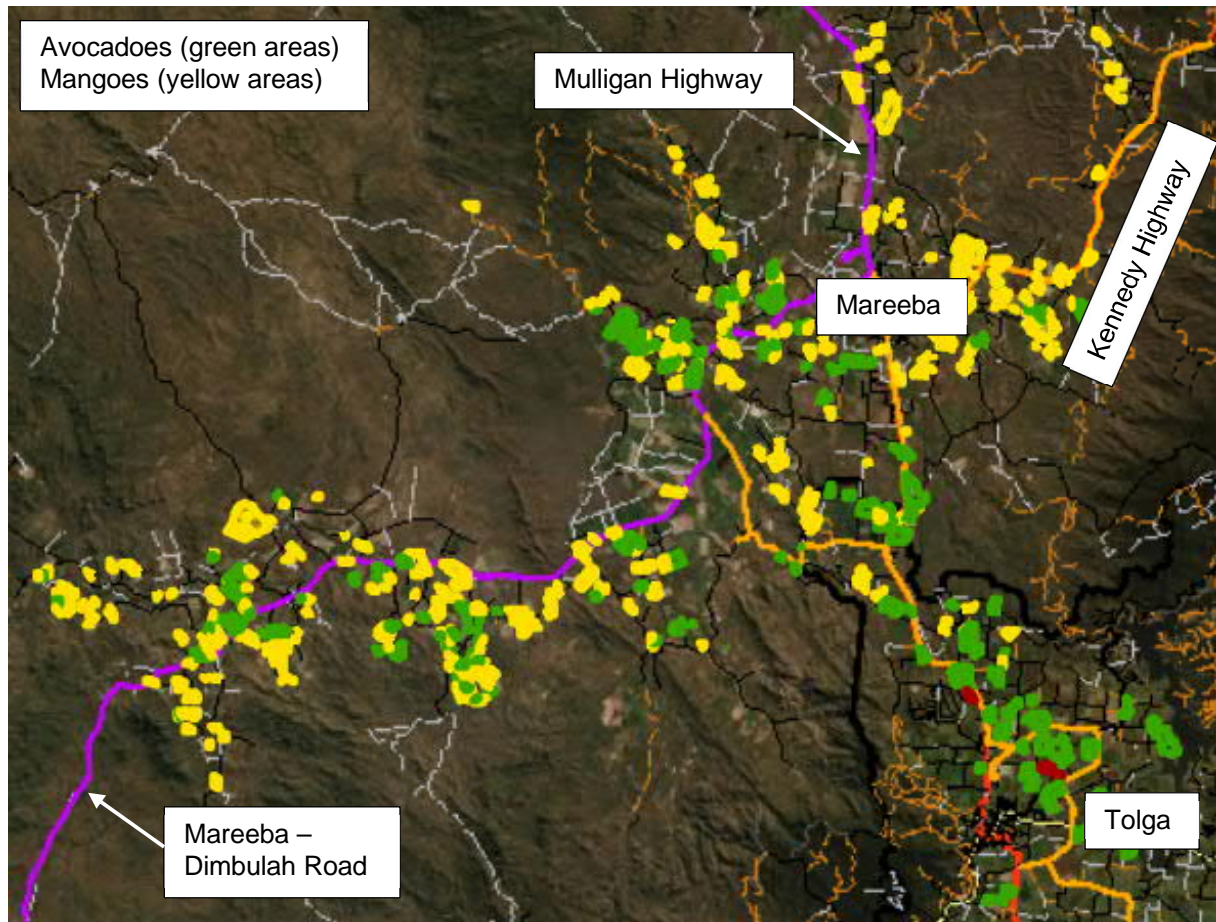 Avocadoes (green areas)
Mangoes (yellow areas)
Mulligan Highway
Kennedy Highway
Mareeba
Tolga
Mareeba –
Dimbulah Road